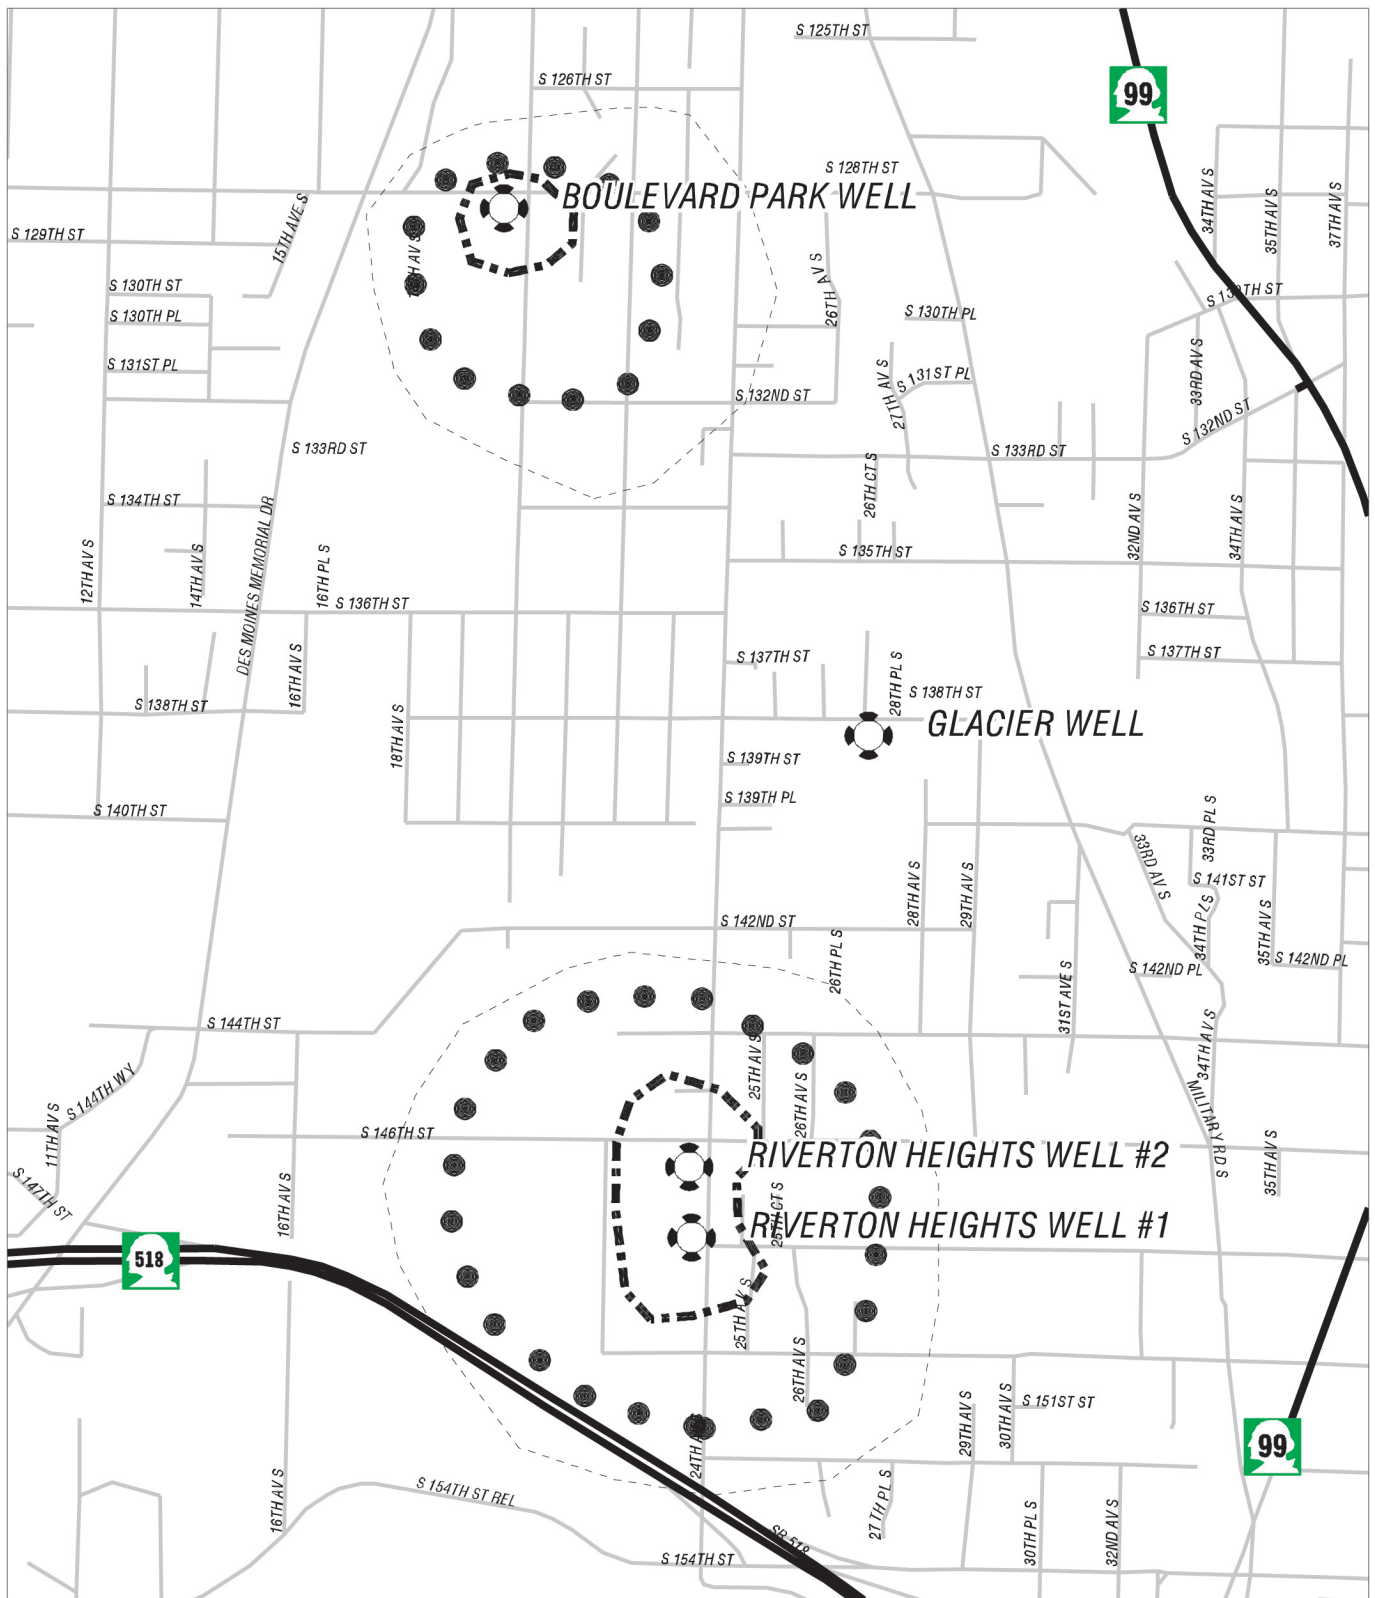 S 125TH ST
S 126TH ST
99
S 128TH ST
BOULEVARD PARK WELL
34TH AV S
35TH AV S
37TH AV S
15TH AVE S
S 129TH ST
26TH AV S
S 130TH ST
S 130TH PL
S 130TH PL
S 131ST PL
27TH AV S
S 131ST PL
33RD AV S
S 132ND ST
S 132ND ST
S 133RD ST
S 133RD ST
26TH CT S
S 134TH ST
DES MOINES MEMORIAL DR
32ND AV S
34TH AV S
12TH AV S
14TH AV S
16TH PL S
S 135TH ST
S 136TH ST
S 136TH ST
16TH AV S
S 137TH ST
S 137TH ST
28TH PL S
S 138TH ST
S 138TH ST
18TH AV S
GLACIER WELL
S 139TH ST
S 139TH PL
S 140TH ST
33RD PL S
33RD AV S
S 141ST ST
28TH AV S
29TH AV S
34TH PL S
35TH AV S
S 142ND ST
26TH PL S
S 142ND PL
S 142ND PL
31ST AVE S
S 144TH ST
34TH AV S
25TH AV S
26TH AV S
S 144TH WY
11TH AV S
MILITARY RD S
S 146TH ST
RIVERTON HEIGHTS WELL #2
35TH AV S
S 147TH ST
16TH AV S
25TH CT S
RIVERTON HEIGHTS WELL #1
518
25TH AV S
26TH AV S
29TH AV S
30TH AV S
S 151ST ST
99
16TH AV S
S 154TH ST REL
27TH PL S
30TH PL S
32ND AV S
SR 518
S 154TH ST